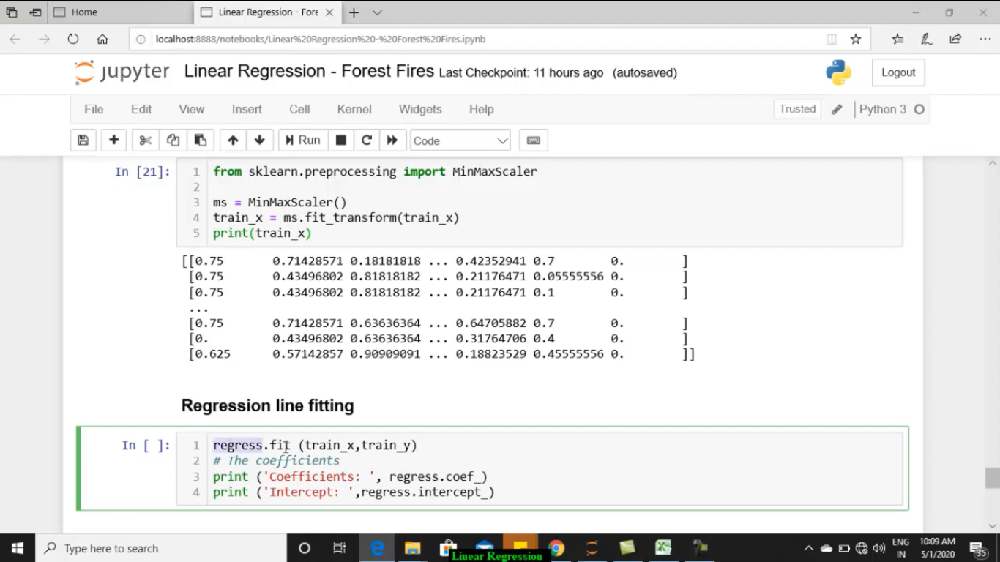 Home
Linear Regression - Fore
localhost:8888/notebooks/Linear%20Regression%20-%20Forest%20Fires.ipynb
jupyter Linear Regression - Forest Fires Last Checkpoint: 11 hours ago (autosaved)
Logout
File Edit View Insert Cell Kernel Widgets Help
Trusted Python 3
Run Code
In [21]:
1 from sklearn.preprocessing import MinMaxScaler
2
3 ms = MinMaxScaler()
4 train_x = ms.fit_transform(train_x)
5 print(train_x)
[[0.75 0.71428571 0.18181818 ... 0.42352941 0.7 0. ]
[0.75 0.43496802 0.81818182 ... 0.21176471 0.05555556 0. ]
[0.75 0.43496802 0.81818182 ... 0.21176471 0.1 0. ]
...
[0.75 0.71428571 0.63636364 ... 0.64705882 0.7 0. ]
[0. 0.43496802 0.63636364 ... 0.31764706 0.4 0. ]
[0.625 0.57142857 0.90909091 ... 0.18823529 0.45555556 0. ]]
Regression line fitting
In [ ]:
1 regress.fit (train_x,train_y)
2 # The coefficients
3 print ('Coefficients: ', regress.coef_)
4 print ('Intercept: ',regress.intercept_)
Type here to search
Linear Regression
ENG
IN
10:09 AM
5/1/2020
35